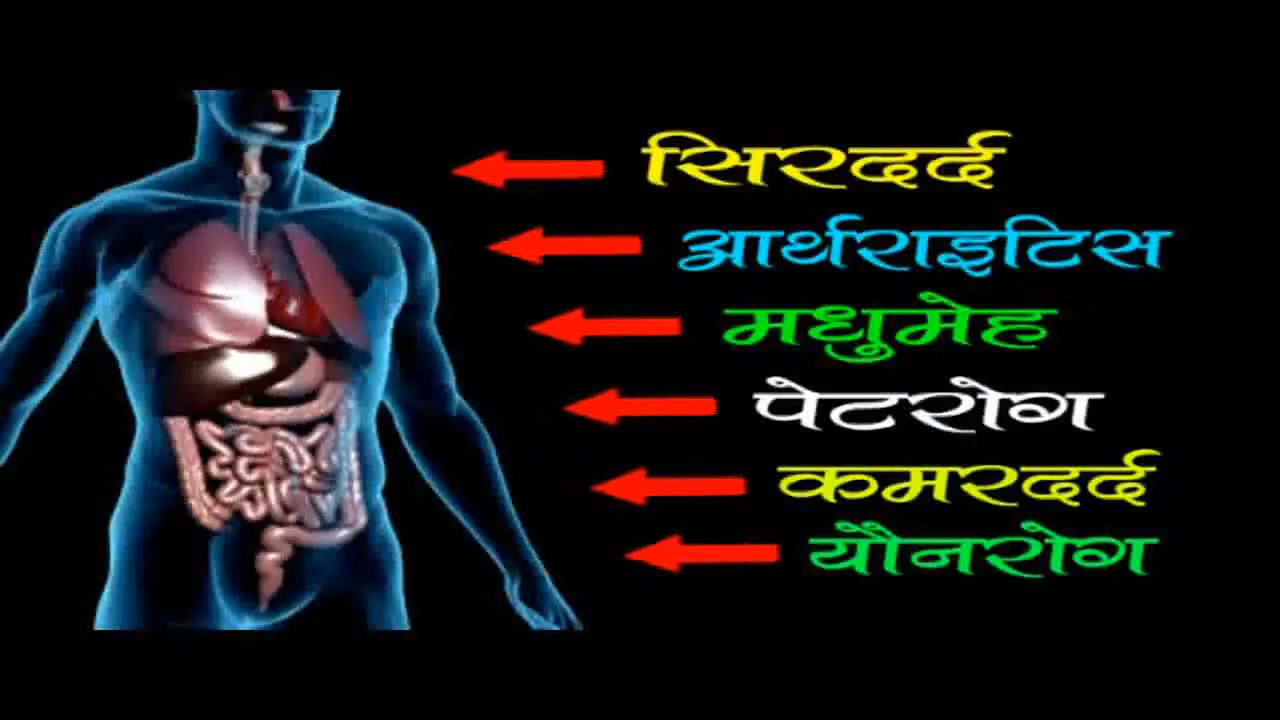 सिरदर्द
आर्थराइटिस
मधुमेह
पेटरोग
कमरदर्द
यौनरोग